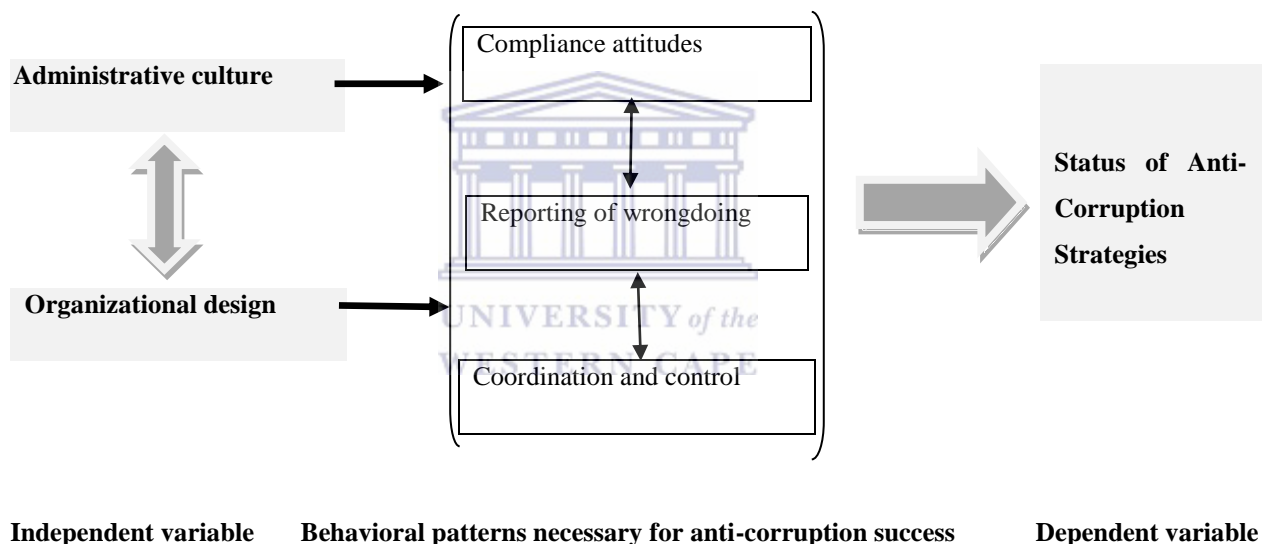 Compliance attitudes
Administrative culture
Reporting of wrongdoing
Organizational design
UNIVERSITY of the
WESTERN CAPE
Coordination and control
Status of Anti-
Corruption
Strategies
Independent variable Behavioral patterns necessary for anti-corruption success Dependent variable